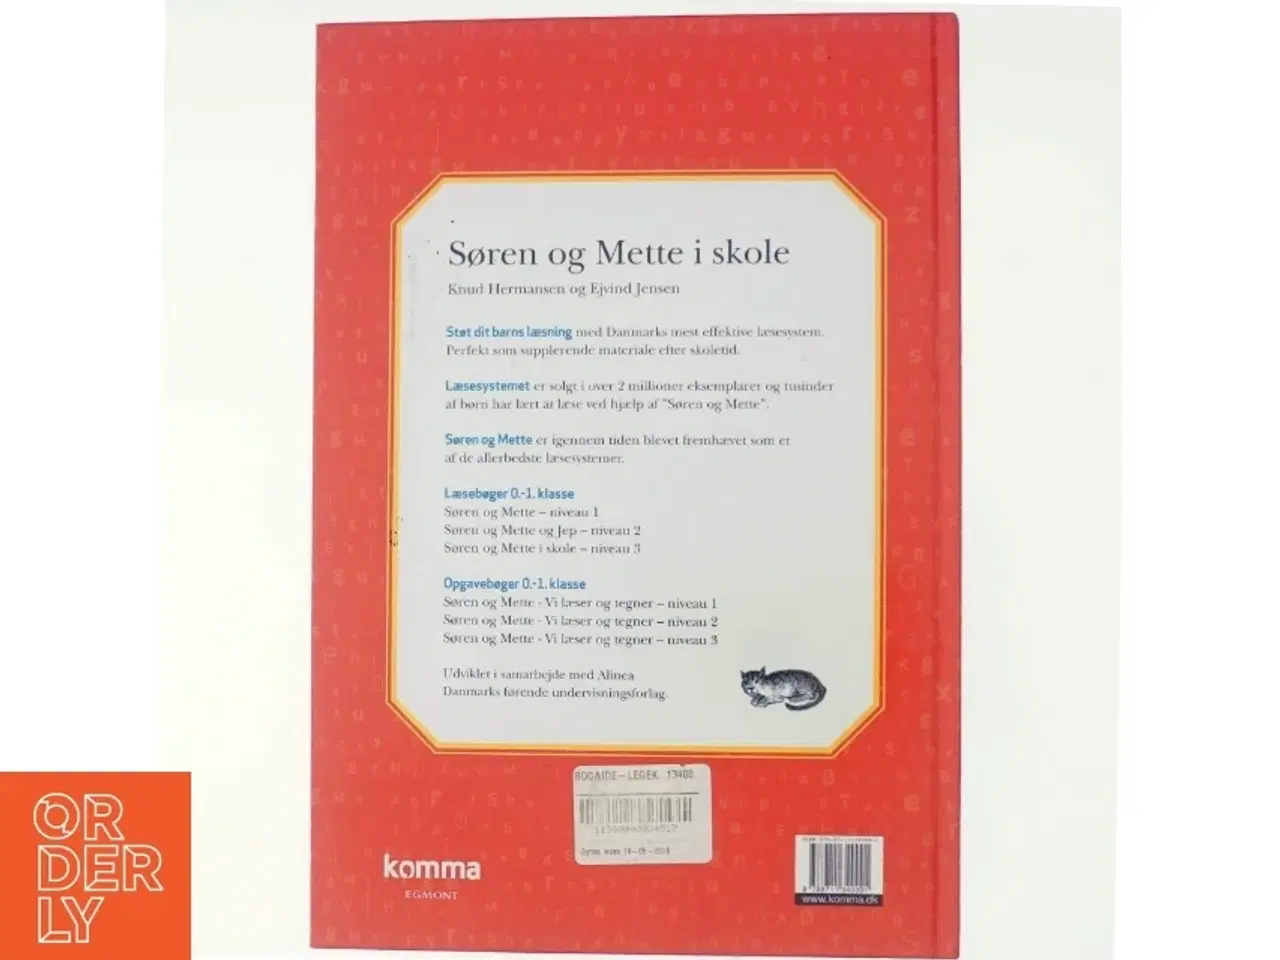 Søren og Mette i skole
Knud Hermansen og Ejvind Jensen
Støt dit barns læsning med Danmarks mest effektive læsesystem.
Perfekt som supplerende materiale efter skoletid.
Læsesystemet er solgt i over 2 millioner eksemplarer og tusinder
af børn har lært at læse ved hjælp af "Søren og Mette".
Søren og Mette er igennem tiden blevet fremhævet som et
af de allerbedste læsesystemer.
Læsebøger 0.-1. klasse
Søren og Mette – niveau 1
Søren og Mette og Jep – niveau 2
Søren og Mette i skole – niveau 3
Opgavebøger 0.-1. klasse
Søren og Mette - Vi læser og tegner – niveau 1
Søren og Mette - Vi læser og tegner – niveau 2
Søren og Mette - Vi læser og tegner – niveau 3
Udviklet i samarbejde med Alinea
Danmarks førende undervisningsforlag.
BOGAIDE-LEGEK. 13400
komma
EGMONT
www.komma.dk
OR
DER
LY